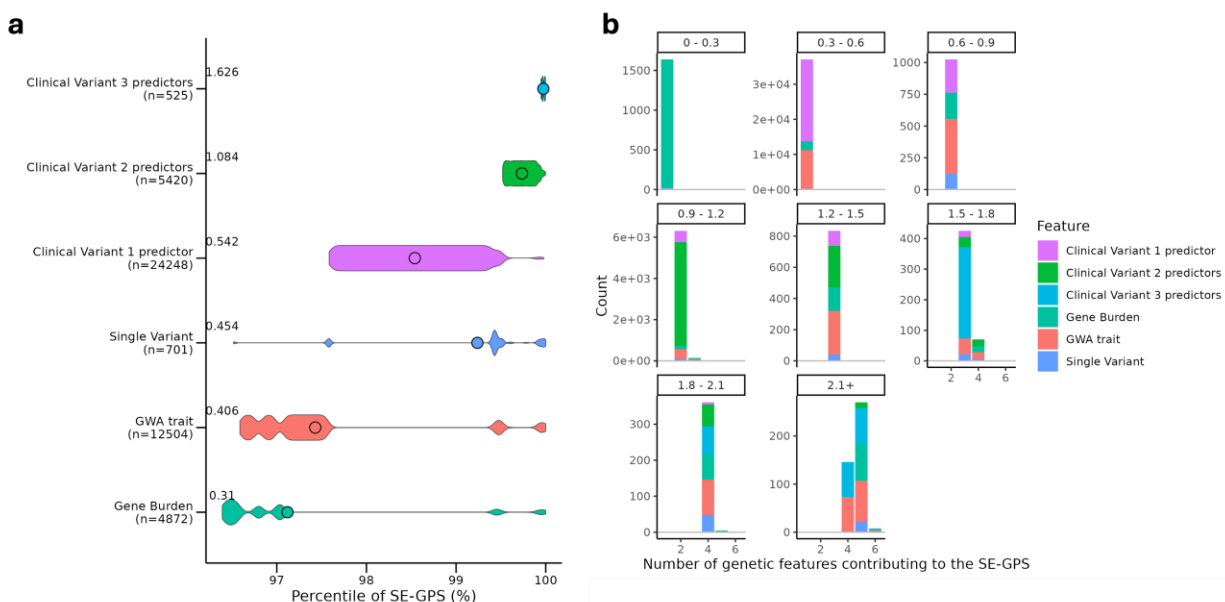 a
1.626
Clinical Variant 3 predictors
(n=525)
1.084
Clinical Variant 2 predictors
(n=5420)
0.542
Clinical Variant 1 predictor
(n=24248)
0.454
Single Variant
(n=701)
0.406
GWA trait
(n=12504)
0.31
Gene Burden
(n=4872)
97 98 99 100
Percentile of SE-GPS (%)
b
0 - 0.3
1500
1000
500
0
0.3 - 0.6
3e+04
2e+04
1e+04
0e+00
0.6 - 0.9
1000
750
500
250
0
0.9 - 1.2
6e+03
4e+03
2e+03
0e+00
1.2 - 1.5
800
600
400
200
0
1.5 - 1.8
400
300
200
100
0
2 4 6
1.8 - 2.1
300
200
100
0
2 4 6
2.1+
200
100
0
2 4 6
Count
Number of genetic features contributing to the SE-GPS
Feature
Clinical Variant 1 predictor
Clinical Variant 2 predictors
Clinical Variant 3 predictors
Gene Burden
GWA trait
Single Variant